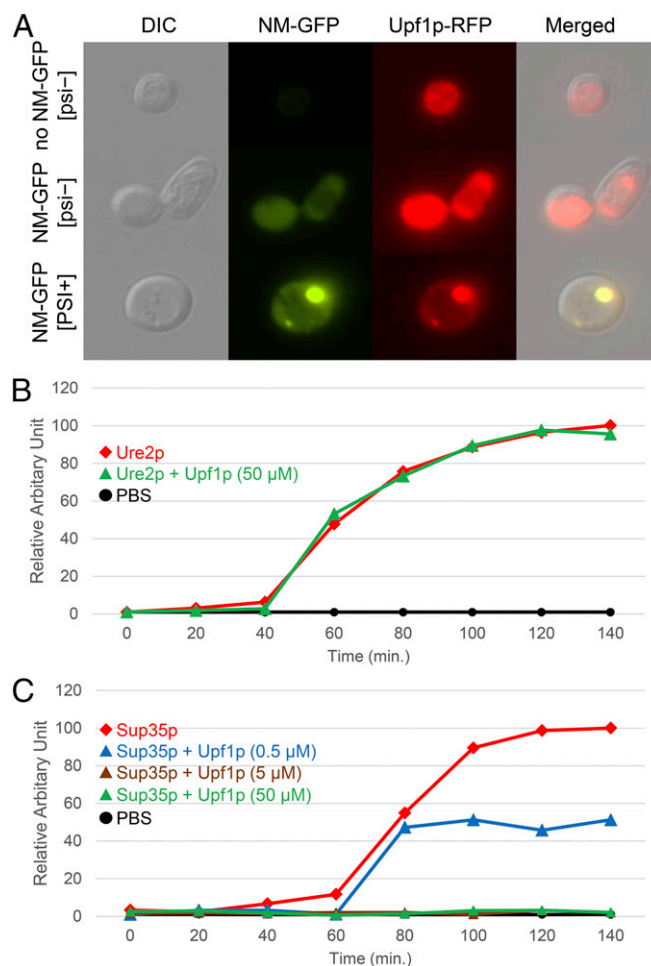 A
DIC NM-GFP Upf1p-RFP Merged
no NM-GFP
[psi−]
NM-GFP
[psi−]
NM-GFP
[PSI+]
B
Relative Arbitary Unit
120
100
80
60
40
20
0
Ure2p
Ure2p + Upf1p (50 µM)
PBS
0 20 40 60 80 100 120 140
Time (min.)
C
Relative Arbitary Unit
120
100
80
60
40
20
0
Sup35p
Sup35p + Upf1p (0.5 µM)
Sup35p + Upf1p (5 µM)
Sup35p + Upf1p (50 µM)
PBS
0 20 40 60 80 100 120 140
Time (min.)